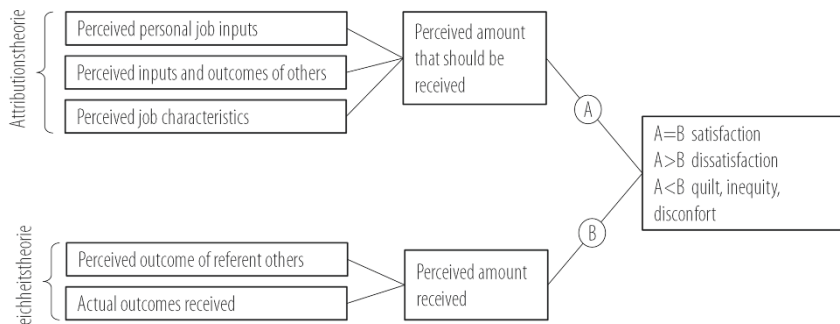 Attributionstheorie
Perceived personal job inputs
Perceived inputs and outcomes of others
Perceived job characteristics
Perceived amount
that should be
received
A
A=B satisfaction
A>B dissatisfaction
A<B quilt, inequity,
disconfort
B
eichheitstheorie
Perceived outcome of referent others
Actual outcomes received
Perceived amount
received